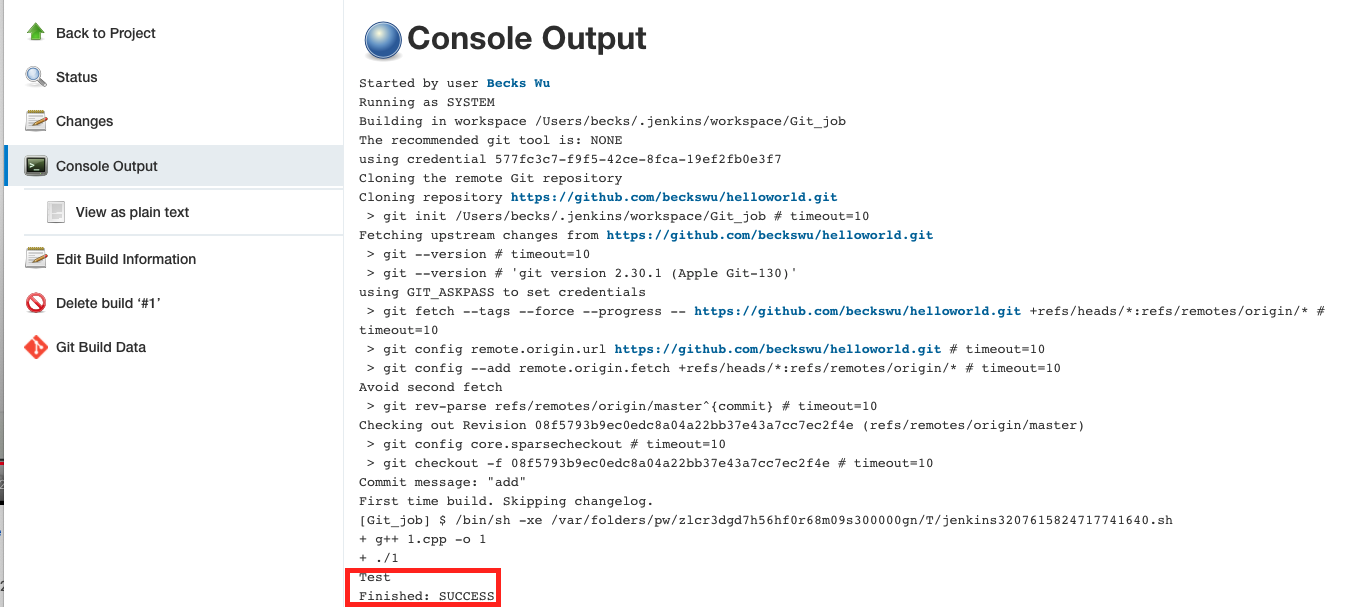 Back to Project
Status
Changes
Console Output
View as plain text
Edit Build Information
Delete build ‘#1’
Git Build Data
Console Output
Started by user Becks Wu
Running as SYSTEM
Building in workspace /Users/becks/.jenkins/workspace/Git_job
The recommended git tool is: NONE
using credential 577fc3c7-f9f5-42ce-8fca-19ef2fb0e3f7
Cloning the remote Git repository
Cloning repository https://github.com/beckswu/helloworld.git
 > git init /Users/becks/.jenkins/workspace/Git_job # timeout=10
Fetching upstream changes from https://github.com/beckswu/helloworld.git
 > git --version # timeout=10
 > git --version # 'git version 2.30.1 (Apple Git-130)'
using GIT_ASKPASS to set credentials
 > git fetch --tags --force --progress -- https://github.com/beckswu/helloworld.git +refs/heads/*:refs/remotes/origin/* #
timeout=10
 > git config remote.origin.url https://github.com/beckswu/helloworld.git # timeout=10
 > git config --add remote.origin.fetch +refs/heads/*:refs/remotes/origin/* # timeout=10
Avoid second fetch
 > git rev-parse refs/remotes/origin/master^{commit} # timeout=10
Checking out Revision 08f5793b9ec0edc8a04a22bb37e43a7cc7ec2f4e (refs/remotes/origin/master)
 > git config core.sparsecheckout # timeout=10
 > git checkout -f 08f5793b9ec0edc8a04a22bb37e43a7cc7ec2f4e # timeout=10
Commit message: "add"
First time build. Skipping changelog.
[Git_job] $ /bin/sh -xe /var/folders/pw/zlcr3dgd7h56hf0r68m09s300000gn/T/jenkins3207615824717741640.sh
+ g++ 1.cpp -o 1
+ ./1
Test
Finished: SUCCESS